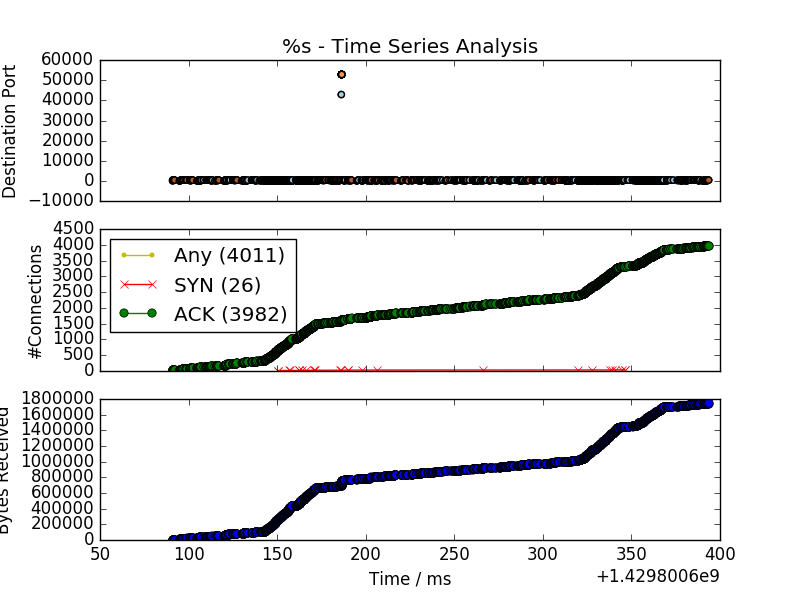 %s - Time Series Analysis
60000
50000
40000
30000
20000
10000
0
−10000
Destination Port
4500
4000
3500
3000
2500
2000
1500
1000
500
0
#Connections
Any (4011)
SYN (26)
ACK (3982)
1800000
1600000
1400000
1200000
1000000
800000
600000
400000
200000
0
Bytes Received
50 100 150 200 250 300 350 400
Time / ms
+1.4298006e9